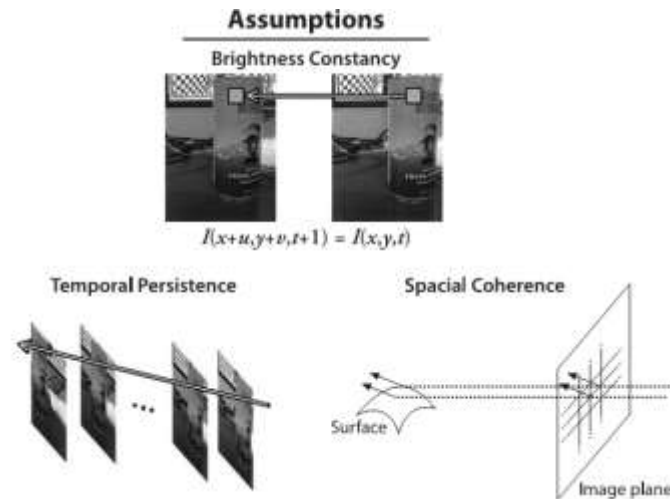 Assumptions
Brightness Constancy
I(x+u,y+v,t+1) = I(x,y,t)
Temporal Persistence
Spacial Coherence
...
Surface
Image plane